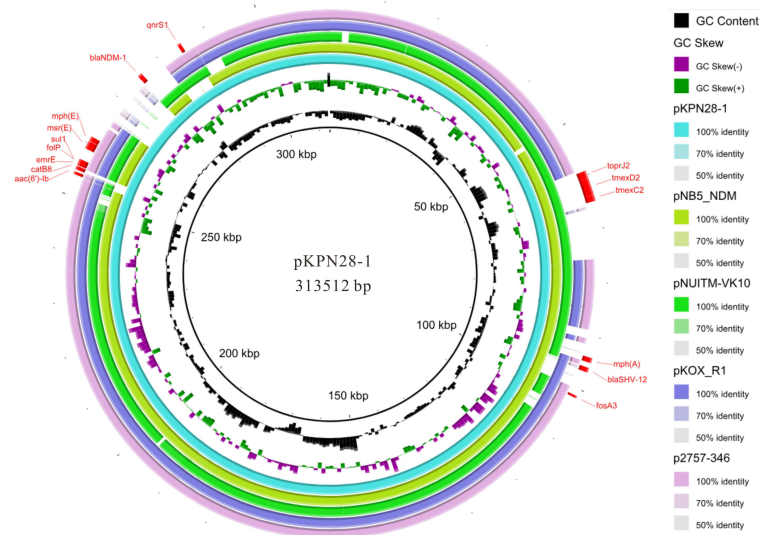 qnrS1
blaNDM-1
mph(E)
msr(E)
sul1
folP
emrE
catB8
aac(6')-Ib
toprJ2
tmexD2
tmexC2
mph(A)
blaSHV-12
fosA3
300 kbp
50 kbp
250 kbp
100 kbp
200 kbp
150 kbp
pKPN28-1
313512 bp
GC Content
GC Skew
GC Skew(-)
GC Skew(+)
pKPN28-1
100% identity
70% identity
50% identity
pNB5_NDM
100% identity
70% identity
50% identity
pNUITM-VK10
100% identity
70% identity
50% identity
pKOX_R1
100% identity
70% identity
50% identity
p2757-346
100% identity
70% identity
50% identity